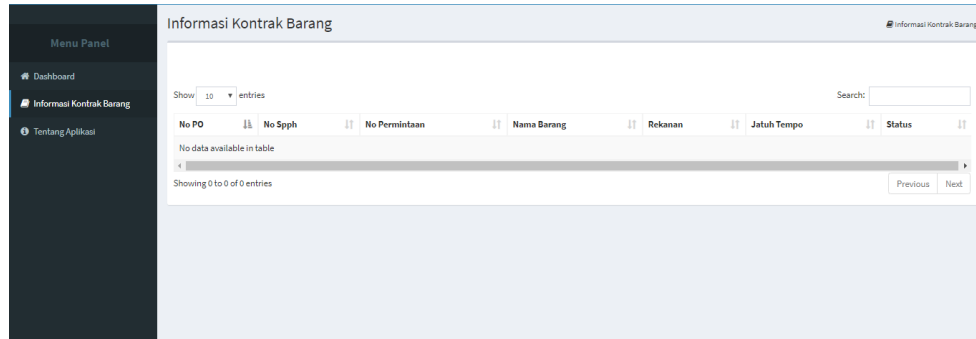 Informasi Kontrak Barang
Informasi Kontrak Barang
Menu Panel
Dashboard
Informasi Kontrak Barang
Tentang Aplikasi
Show 10 entries
Search:
No PO No Spph No Permintaan Nama Barang Rekanan Jatuh Tempo Status
No data available in table
Showing 0 to 0 of 0 entries
Previous Next